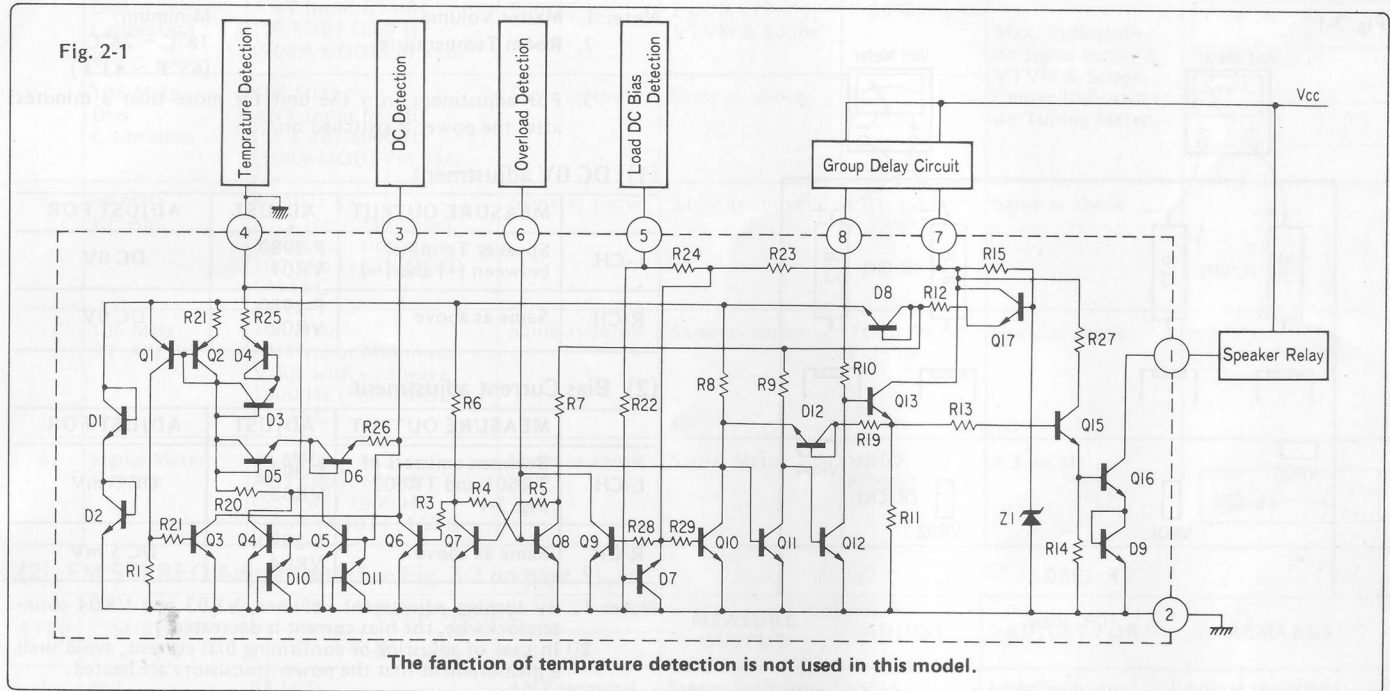 Fig. 2-1
Temprature Detection
DC Detection
Overload Detection
Load DC Bias
Detection
Group Delay Circuit
Vcc
4
3
6
5
8
7
R24
R23
R15
R21
R25
D8
R12
Q17
R27
Speaker Relay
Q1
Q2
D4
R6
R7
R22
R8
R9
R10
Q13
D1
D3
R26
D12
R19
R13
Q15
D5
D6
Q16
R20
R3
R4
R5
D2
R21
Q3
Q4
Q5
Q6
Q7
Q8
Q9
R28
R29
Q10
Q11
Q12
R11
Z1
R14
D9
R1
D10
D11
D7
2
The fanction of temprature detection is not used in this model.